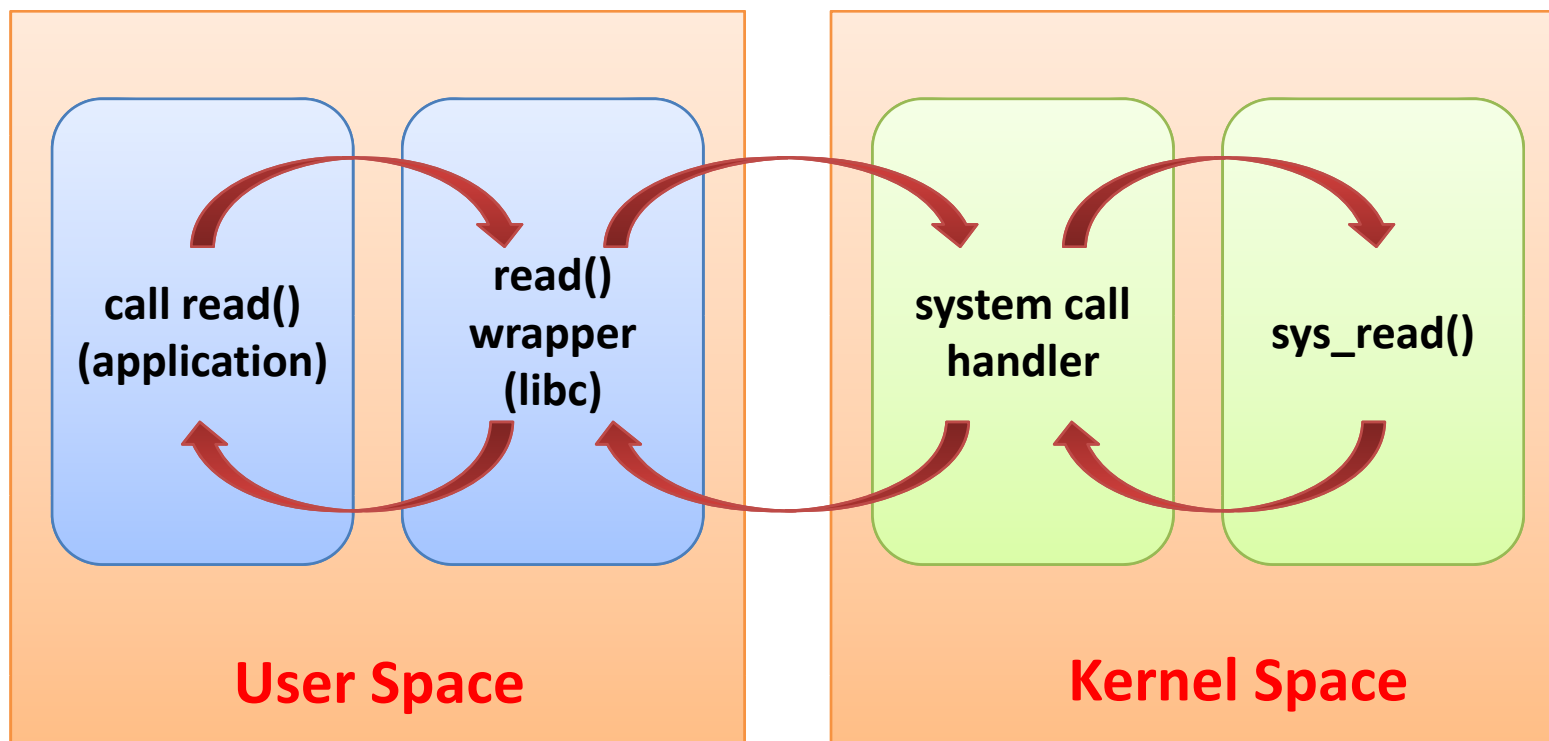 call read()
(application)
read()
wrapper
(libc)
system call
handler
sys_read()
User Space
Kernel Space